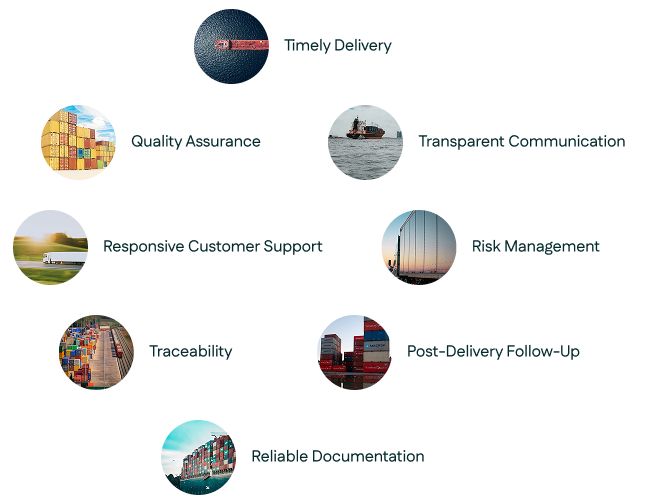 Timely Delivery
Quality Assurance
Transparent Communication
Responsive Customer Support
Risk Management
Traceability
Post-Delivery Follow-Up
Reliable Documentation